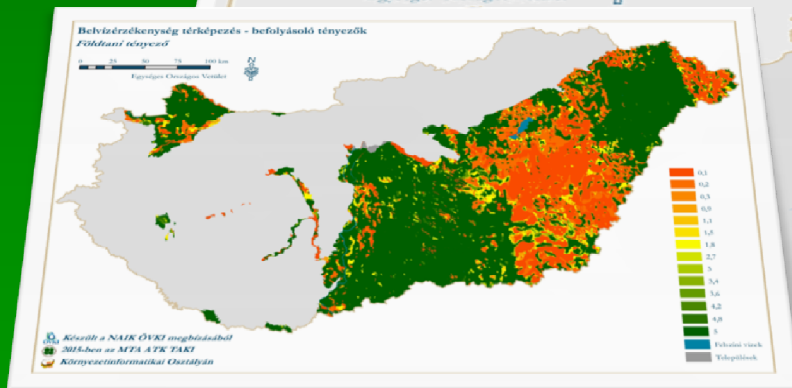 Belvízérzékenység térképezés - befolyásoló tényezők
Földtani tényező
0 25 50 75 100 km
Egységes Országos Vetület
N
0,1
0,2
0,5
0,9
1,1
1,5
1,8
2,7
3
3,4
3,6
4,2
4,8
5
Felszíni vizek
Települések
Készült a NAIK ÖVKI megbízásából
2015-ben az MTA ATK TAKI
Környezetinformatikai Osztályán